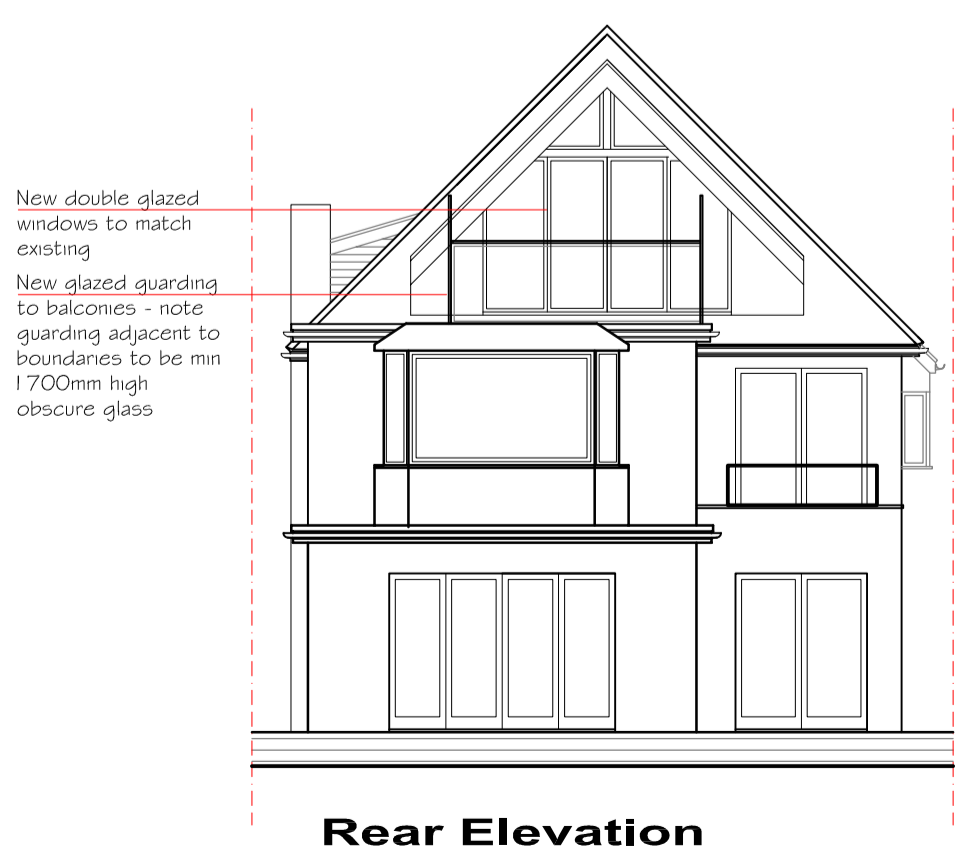 New double glazed
windows to match
existing
New glazed guarding
to balconies - note
guarding adjacent to
boundaries to be min
1700mm high
obscure glass
Rear Elevation